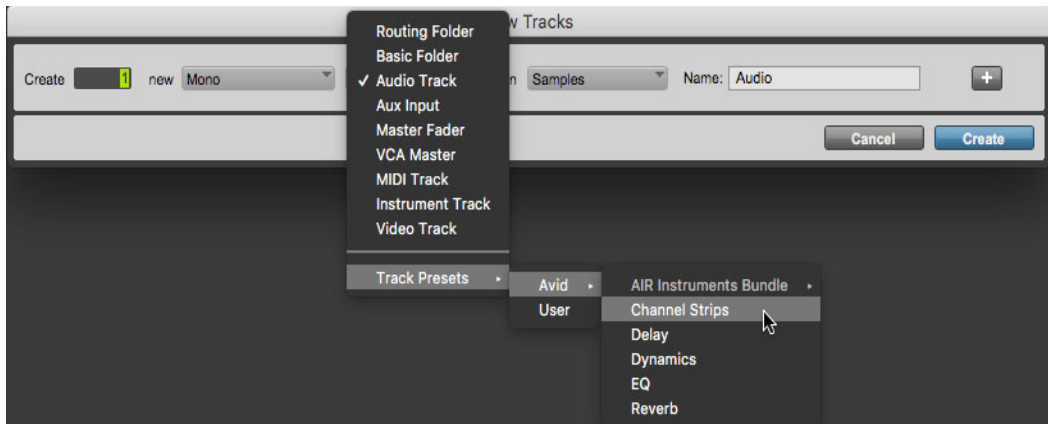 w Tracks
Create 1 new Mono n Samples Name: Audio +
Cancel Create
Routing Folder
Basic Folder
✓ Audio Track
Aux Input
Master Fader
VCA Master
MIDI Track
Instrument Track
Video Track
Track Presets
Avid
User
AIR Instruments Bundle
Channel Strips
Delay
Dynamics
EQ
Reverb